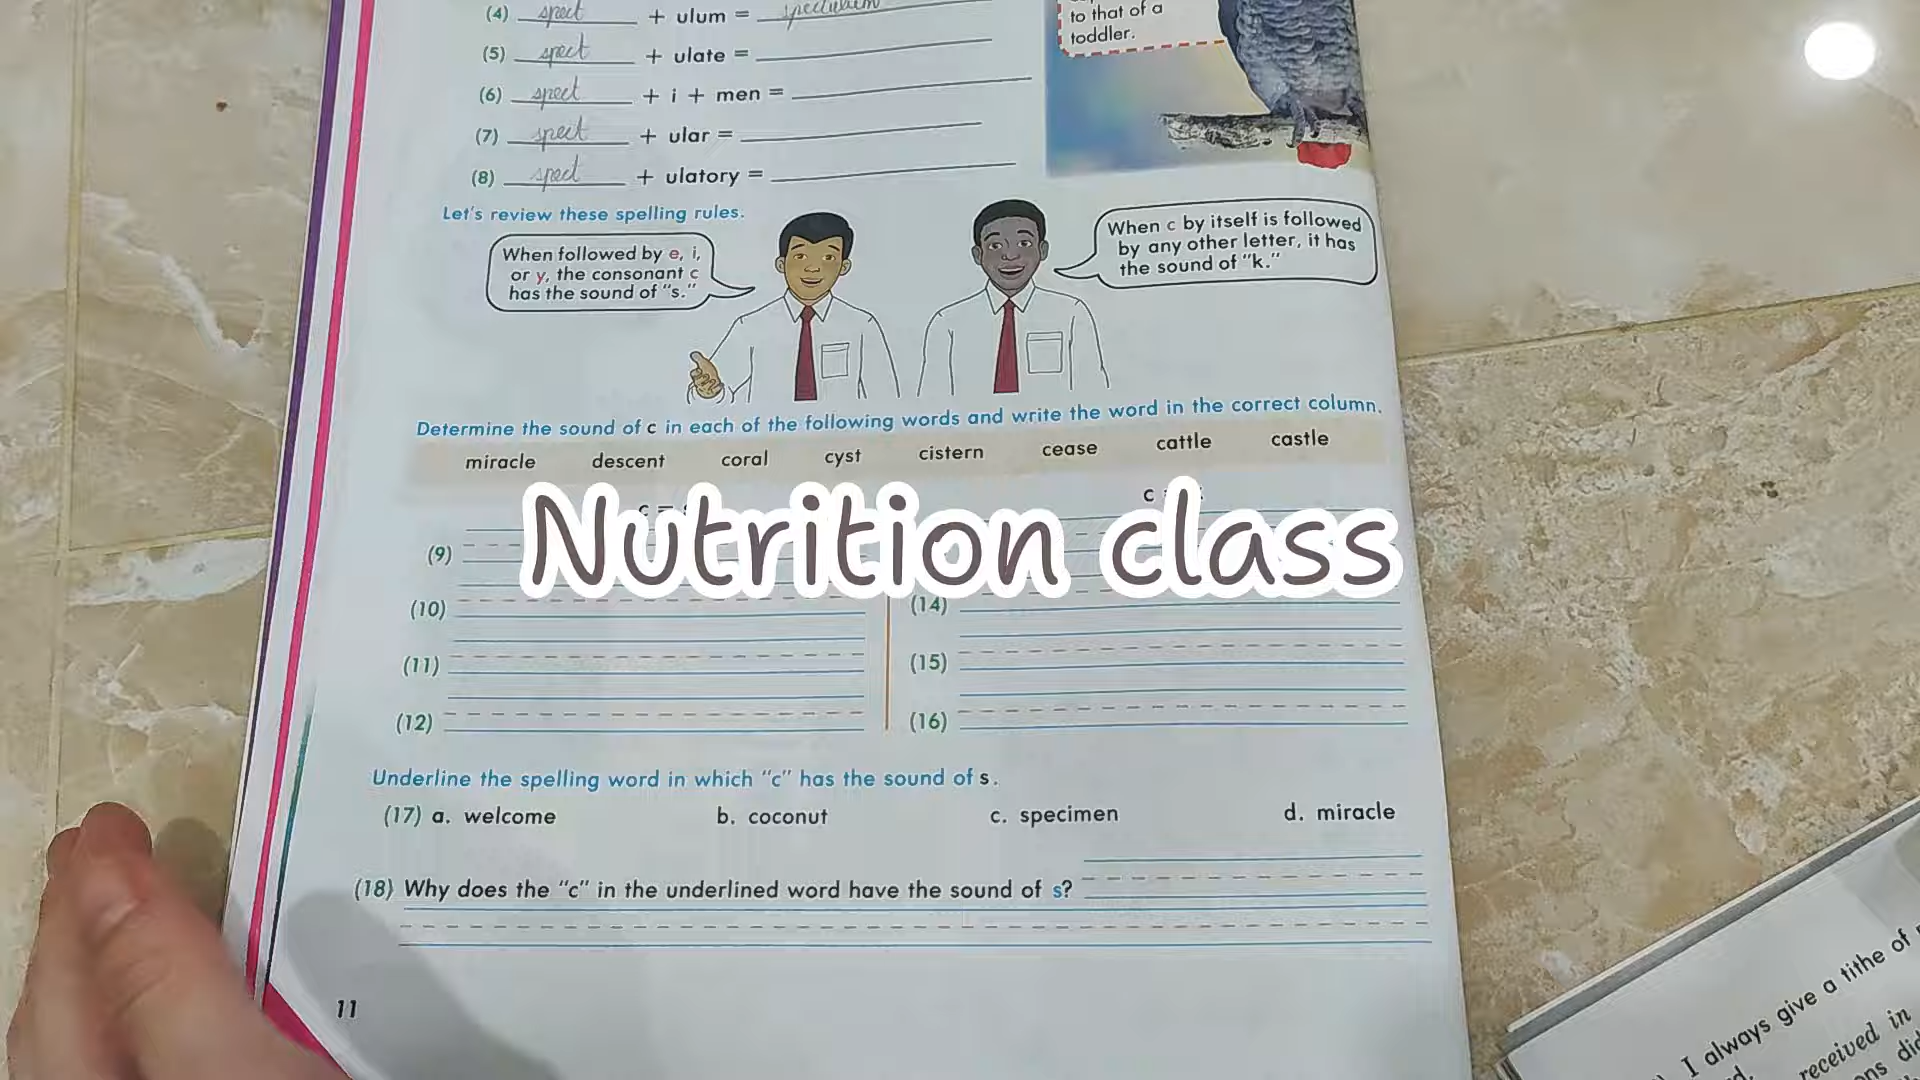 (4) spect + ulum = speculum
to that of a
toddler.
(5) spect + ulate =
(6) spect + i + men =
(7) spect + ular =
(8) spect + ulatory =
Let's review these spelling rules.
When followed by e, i,
or y, the consonant c
has the sound of "s."
When c by itself is followed
by any other letter, it has
the sound of "k."
Determine the sound of c in each of the following words and write the word in the correct column.
miracle descent coral cyst cistern cease cattle castle
c = c
Nutrition class
(9)
(10) (14)
(11) (15)
(12) (16)
Underline the spelling word in which "c" has the sound of s.
(17) a. welcome b. coconut c. specimen d. miracle
(18) Why does the "c" in the underlined word have the sound of s?
11
I always give a tithe of
received in